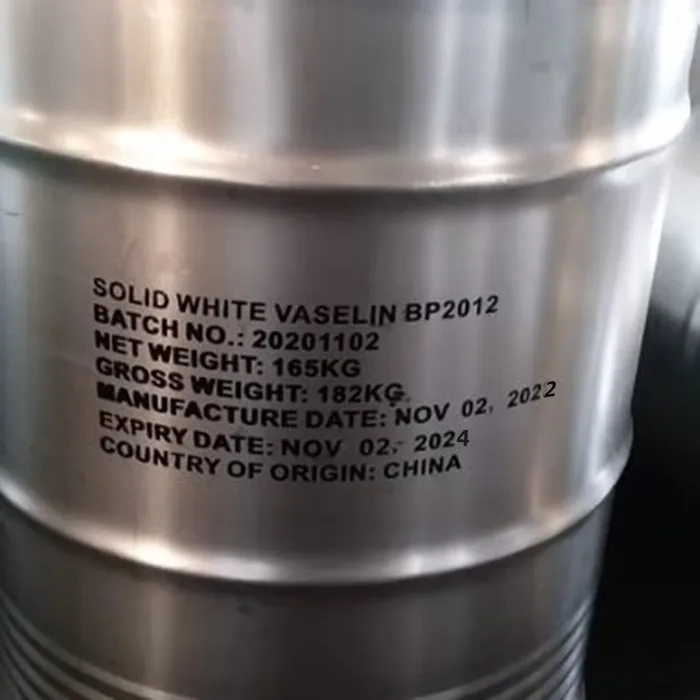 SOLID WHITE VASELIN BP2012
BATCH NO.: 20201102
NET WEIGHT: 165KG
GROSS WEIGHT: 182KG
MANUFACTURE DATE: NOV 02, 2022
EXPIRY DATE: NOV 02, 2024
COUNTRY OF ORIGIN: CHINA